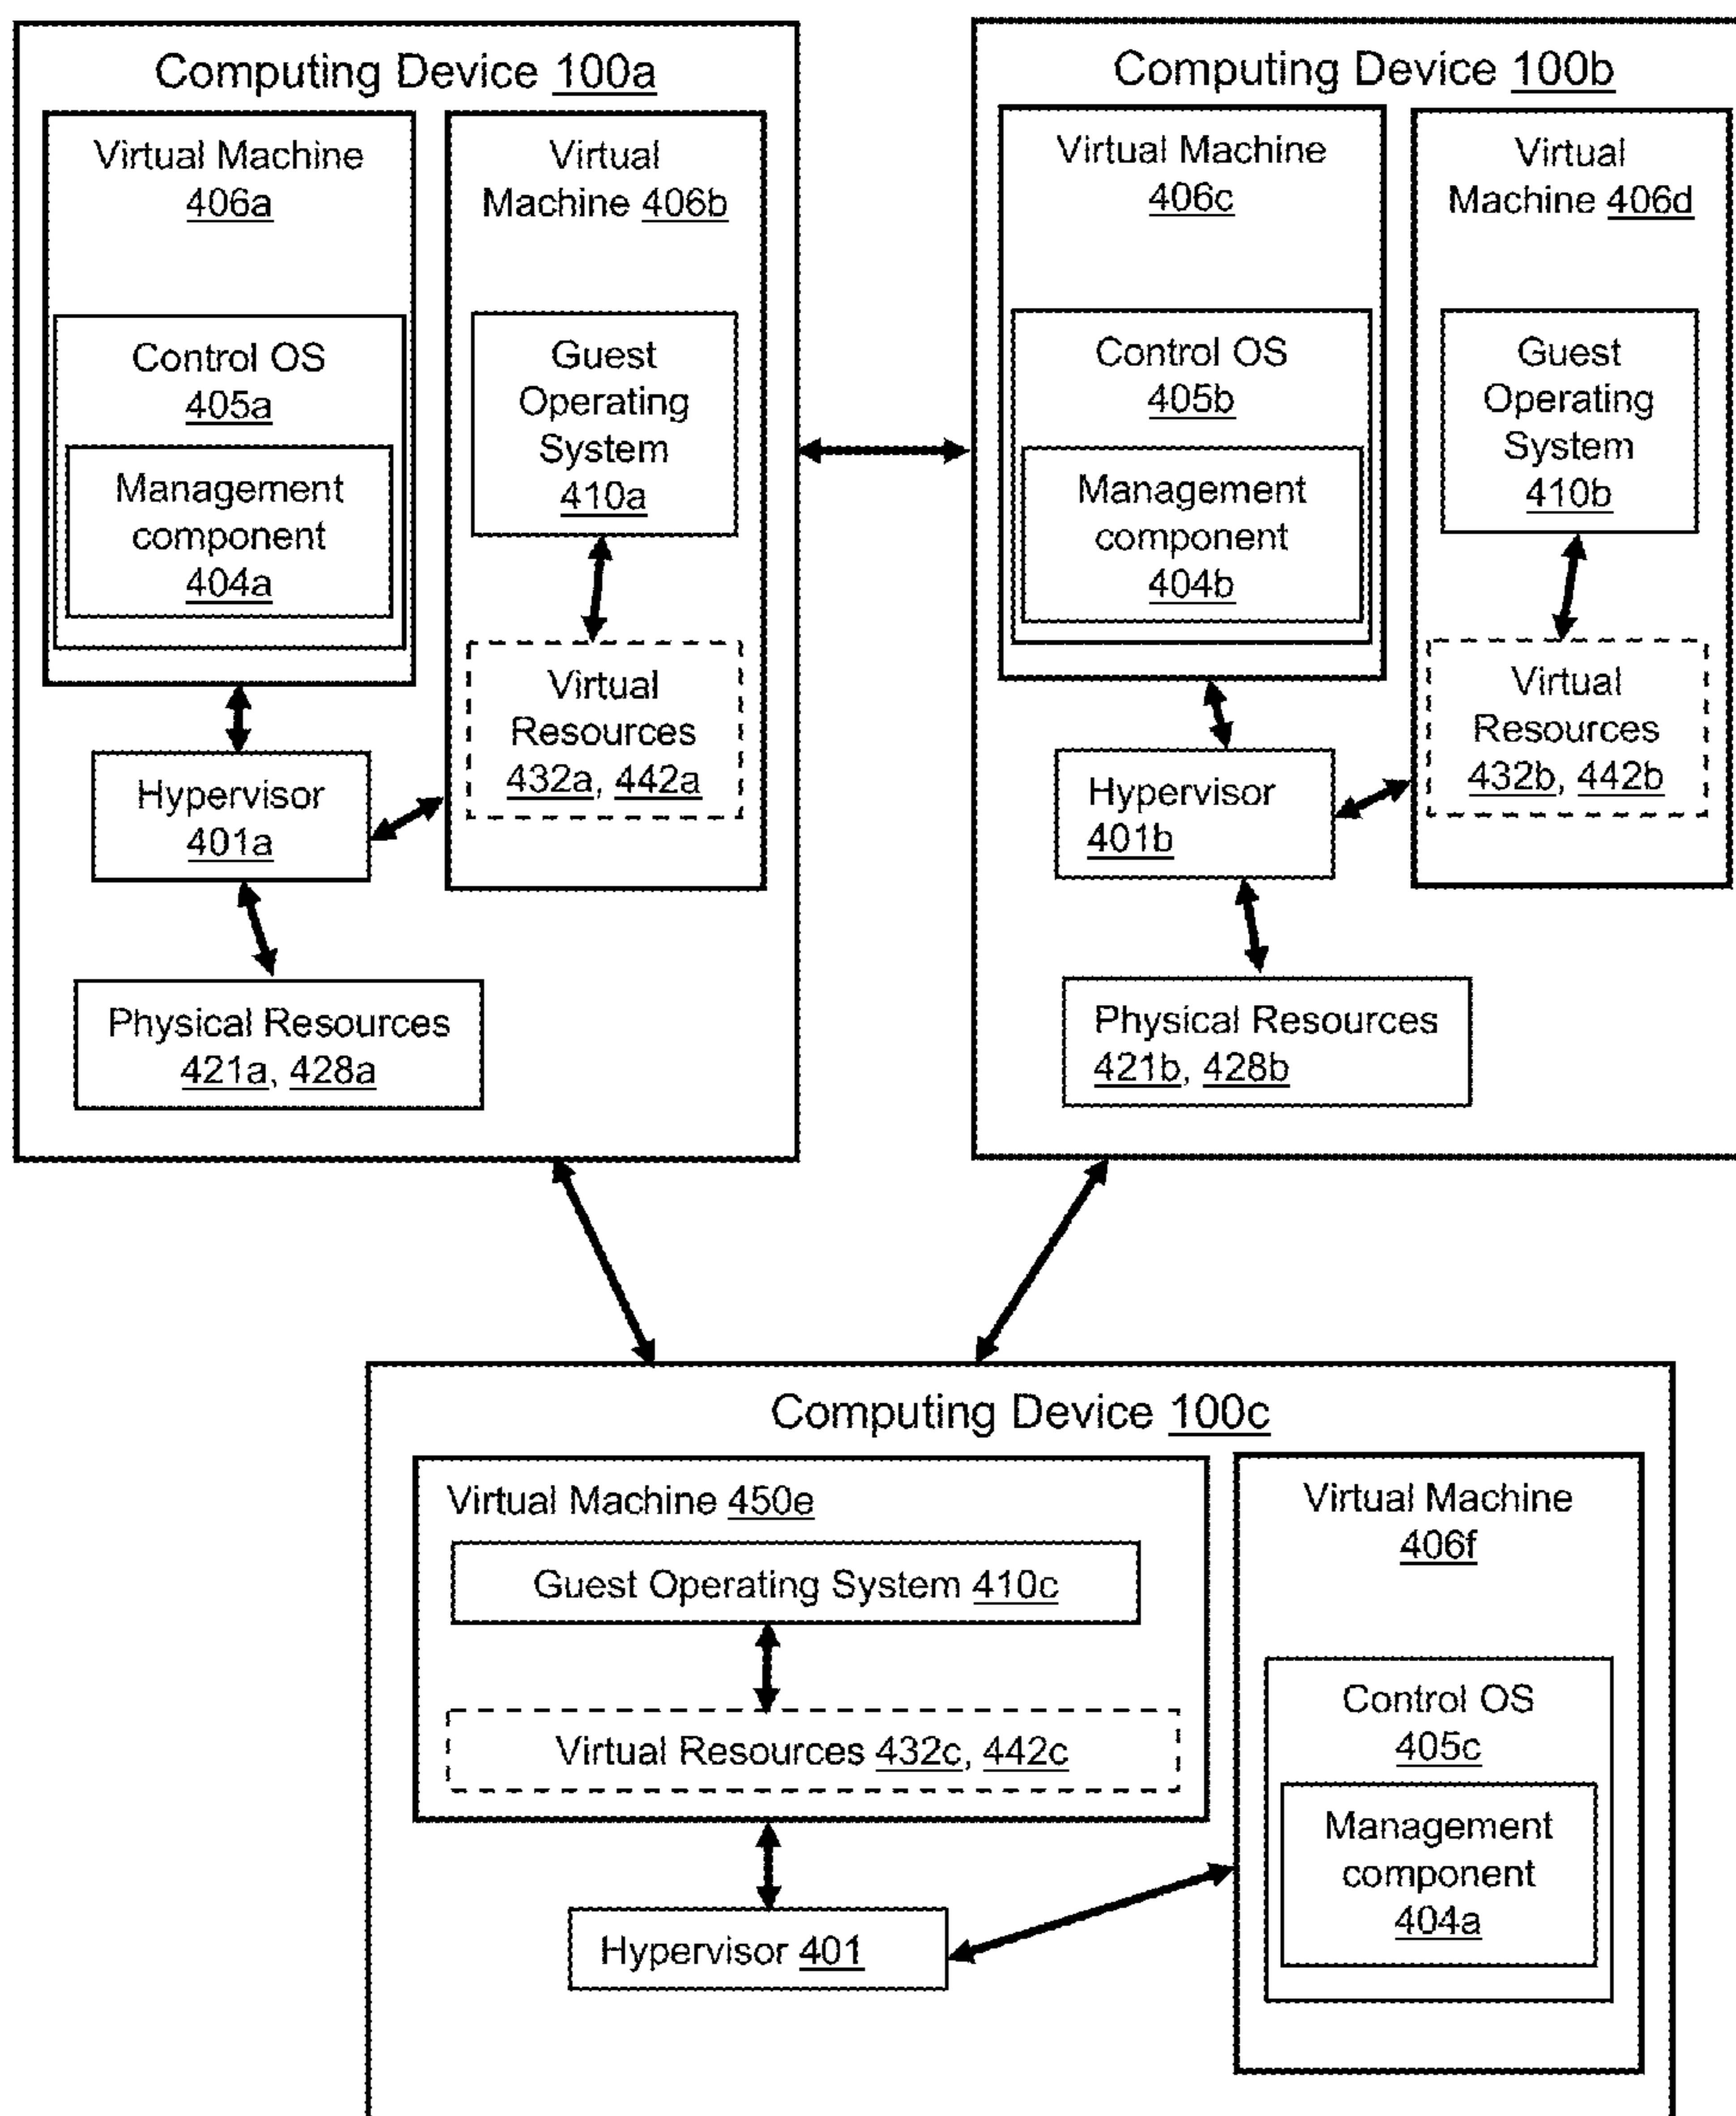 Computing Device 100a
Virtual Machine
406a
Virtual
Machine 406b
Control OS
405a
Management
component
404a
Guest
Operating
System
410a
Virtual
Resources
432a, 442a
Hypervisor
401a
Physical Resources
421a, 428a
Computing Device 100b
Virtual Machine
406c
Virtual
Machine 406d
Control OS
405b
Management
component
404b
Guest
Operating
System
410b
Virtual
Resources
432b, 442b
Hypervisor
401b
Physical Resources
421b, 428b
Computing Device 100c
Virtual Machine 450e
Guest Operating System 410c
Virtual Resources 432c, 442c
Hypervisor 401
Virtual Machine
406f
Control OS
405c
Management
component
404a